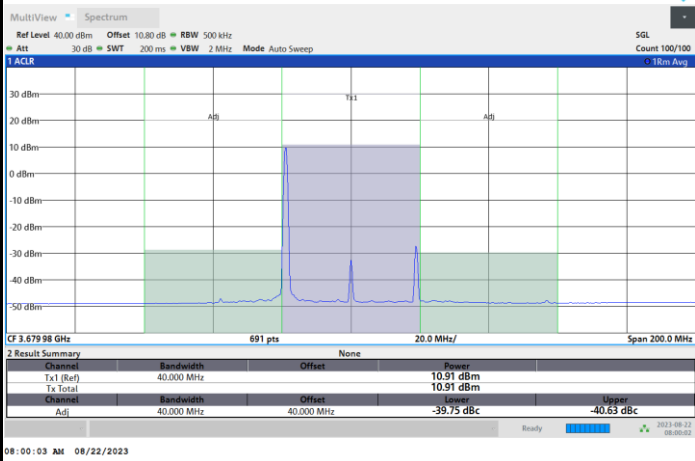 MultiView Spectrum
Ref Level 40.00 dBm Offset 10.80 dB RBW 500 kHz SGL
Att 30 dB SWT 200 ms VBW 2 MHz Mode Auto Sweep Count 100/100
1 ACLR 1Rm Avg
30 dBm
Tx1
20 dBm Adj Adj
10 dBm
0 dBm
-10 dBm
-20 dBm
-30 dBm
-40 dBm
-50 dBm
CF 3.679 98 GHz 691 pts 20.0 MHz/ Span 200.0 MHz
2 Result Summary None
Channel Bandwidth Offset Power
Tx1 (Ref) 40.000 MHz 10.91 dBm
Tx Total 10.91 dBm
Channel Bandwidth Offset Lower Upper
Adj 40.000 MHz 40.000 MHz -39.75 dBc -40.63 dBc
Ready 2023-08-22
08:00:02
08:00:03 AM 08/22/2023